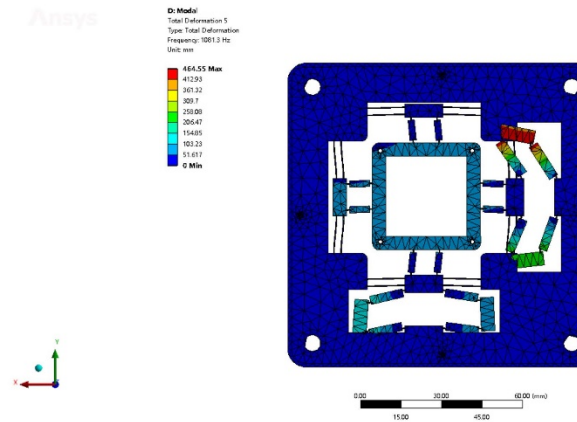 Ansys
D: Modal
Total Deformation 5
Type: Total Deformation
Frequency: 1081.3 Hz
Unit: mm
464.55 Max
412.93
361.32
309.7
258.08
206.47
154.85
103.23
51.617
0 Min
Y
X
0.00 30.00 60.00 (mm)
15.00 45.00